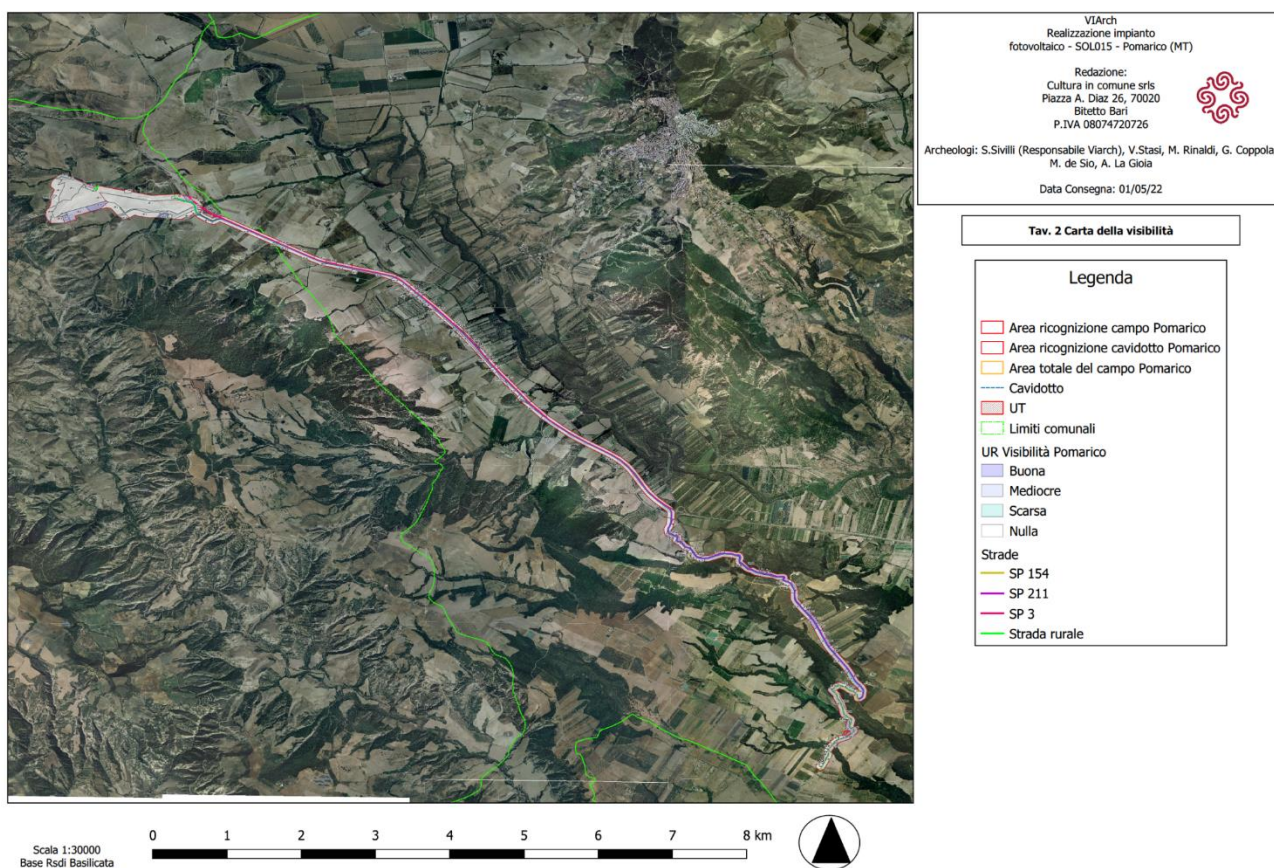 VIArch
Realizzazione impianto
fotovoltaico - SOL015 - Pomarico (MT)
Redazione:
Cultura in comune srls
Piazza A. Diaz 26, 70020
Bitetto Bari
P.IVA 08074720726
Archeologi: S.Sivilli (Responsabile Viarch), V.Stasi, M. Rinaldi, G. Coppola
M. de Sio, A. La Gioia
Data Consegna: 01/05/22
Tav. 2 Carta della visibilità
Legenda
Area ricognizione campo Pomarico
Area ricognizione cavidotto Pomarico
Area totale del campo Pomarico
Cavidotto
UT
Limiti comunali
UR Visibilità Pomarico
Buona
Mediocre
Scarsa
Nulla
Strade
SP 154
SP 211
SP 3
Strada rurale
0 1 2 3 4 5 6 7 8 km
Scala 1:30000
Base Rsdi Basilicata